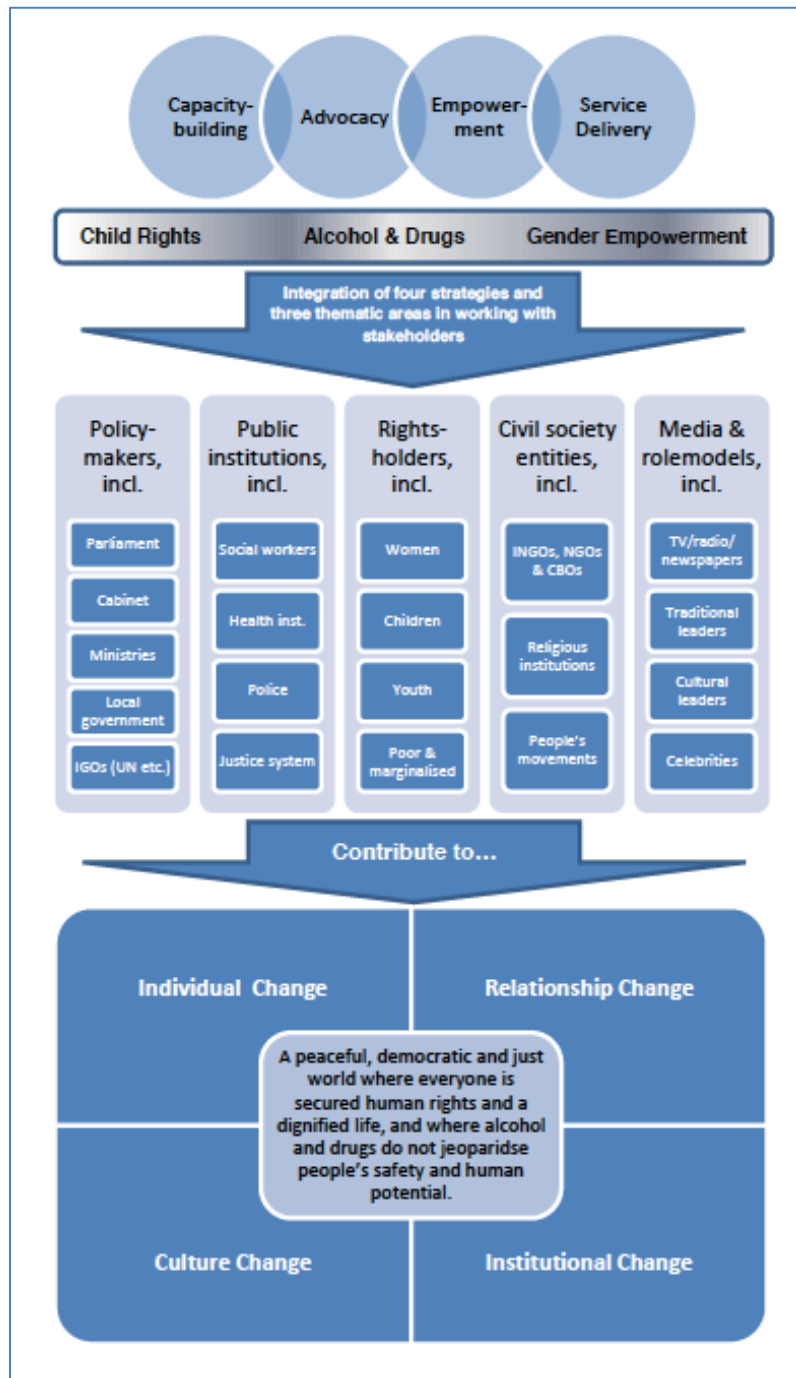 Capacity-
building
Advocacy
Empower-
ment
Service
Delivery
Child Rights
Alcohol & Drugs
Gender Empowerment
Integration of four strategies and
three thematic areas in working with
stakeholders
Policy-
makers,
incl.
Parliament
Cabinet
Ministries
Local
government
IGOs (UN etc.)
Public
institutions,
incl.
Social workers
Health inst.
Police
Justice system
Rights-
holders,
incl.
Women
Children
Youth
Poor &
marginalised
Civil society
entities,
incl.
INGOs, NGOs
& CBOs
Religious
institutions
People's
movements
Media &
rolemodels,
incl.
TV/radio/
newspapers
Traditional
leaders
Cultural
leaders
Celebrities
Contribute to...
Individual Change
Relationship Change
A peaceful, democratic and just
world where everyone is
secured human rights and a
dignified life, and where alcohol
and drugs do not jeoparidse
people's safety and human
potential.
Culture Change
Institutional Change